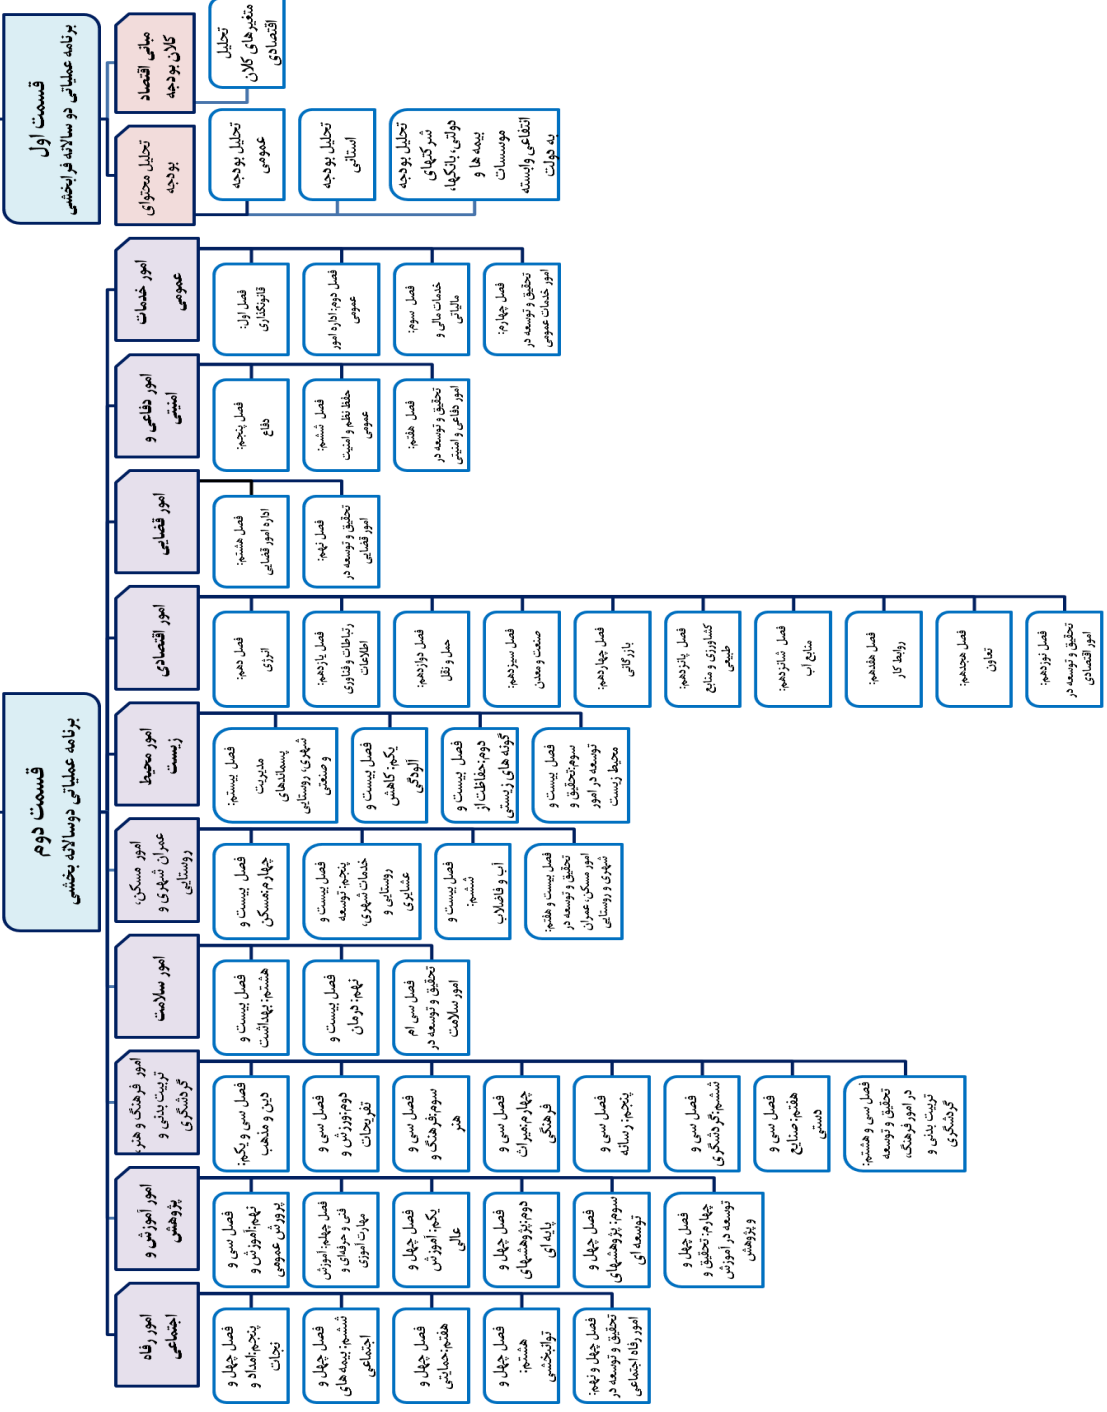 قسمت اول
برنامه عملیاتی دو سالانه فرابخشی
مبانی اقتصاد
کلان بودجه
تحلیل
متغیرهای کلان
اقتصادی
تحلیل محتوای
بودجه
تحلیل بودجه
عمومی
تحلیل بودجه
استانی
تحلیل بودجه
شرکتهای
دولتی، بانکها،
بیمه ها و
موسسات
انتفاعی وابسته
به دولت
قسمت دوم
برنامه عملیاتی دوسالانه بخشی
امور خدمات
عمومی
فصل اول:
قانونگذاری
فصل دوم: اداره امور
عمومی
فصل سوم:
خدمات مالی و
مالیاتی
فصل چهارم:
تحقیق و توسعه در
امور خدمات عمومی
امور دفاعی و
امنیتی
فصل پنجم:
دفاع
فصل ششم:
حفظ نظم و امنیت
عمومی
فصل هفتم:
تحقیق و توسعه در
امور دفاعی و امنیتی
امور قضایی
فصل هشتم:
اداره امور قضایی
فصل نهم:
تحقیق و توسعه در
امور قضایی
امور اقتصادی
فصل دهم:
انرژی
فصل یازدهم:
رتباطات و فناوری
اطلاعات
فصل دوازدهم:
حمل و نقل
فصل سیزدهم:
صنعت و معدن
فصل چهاردهم:
بازرگانی
فصل پانزدهم:
کشاورزی و منابع
طبیعی
فصل شانزدهم:
منابع آب
فصل هفدهم:
روابط کار
فصل هجدهم:
تعاون
فصل نوزدهم:
تحقیق و توسعه در
امور اقتصادی
امور محیط
زیست
فصل بیستم:
مدیریت
پسماندهای
شهری، روستایی
و صنعتی
فصل بیست و
یکم: کاهش
آلودگی
فصل بیست و
دوم:حفاظت از
گونه های زیستی
فصل بیست و
سوم:تحقیق و
توسعه در امور
محیط زیست
امور مسکن،
عمران شهری و
روستایی
فصل بیست و
چهارم:مسکن
فصل بیست و
پنجم: توسعه
خدمات شهری،
روستایی و
عشایری
فصل بیست و
ششم:
آب و فاضلاب
فصل بیست و هفتم:
تحقیق و توسعه در
امور مسکن، عمران
شهری و روستایی
امور سلامت
فصل بیست و
هشتم: بهداشت
فصل بیست و
نهم: درمان
فصل سی ام
تحقیق و توسعه در
امور سلامت
امور فرهنگ و هنر،
تربیت بدنی و
گردشگری
فصل سی و یکم:
دین و مذهب
فصل سی و
دوم:ورزش و
تفریحات
فصل سی و
سوم:فرهنگ و
هنر
فصل سی و
چهارم:میراث
فرهنگی
فصل سی و
پنجم: رسانه
فصل سی و
ششم:گردشگری
فصل سی و
هفتم: صنایع
دستی
فصل سی و هشتم:
تحقیق و توسعه
در امور فرهنگ،
تربیت بدنی و
گردشگری
امور آموزش و
پژوهش
فصل سی و
نهم:آموزش و
پرورش عمومی
فصل چهلم: آموزش
فنی و حرفه‌ای و
مهارت آموزی
فصل چهل و
یکم: آموزش
عالی
فصل چهل و
دوم:پژوهشهای
پایه ای
فصل چهل و
سوم: پژوهشهای
توسعه ای
فصل چهل و
چهارم: تحقیق و
توسعه در آموزش
و پژوهش
امور رفاه
اجتماعی
فصل چهل و
پنجم:امداد و
نجات
فصل چهل و
ششم: بیمه های
اجتماعی
فصل چهل و
هفتم:حمایتی
فصل چهل و
هشتم:
توانبخشی
فصل چهل و نهم:
تحقیق و توسعه در
امور رفاه اجتماعی